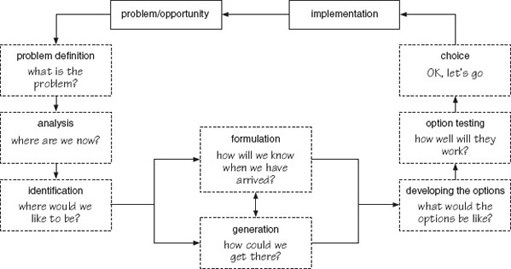 problem/opportunity
implementation
problem definition
what is the
problem?
analysis
where are we now?
identification
where would we
like to be?
formulation
how will we know
when we have
arrived?
generation
how could we
get there?
choice
OK, let's go
option testing
how well will they
work?
developing the options
what would the
options be like?